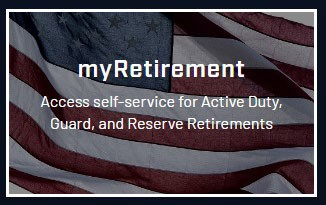 myRetirement
Access self-service for Active Duty,
Guard, and Reserve Retirements